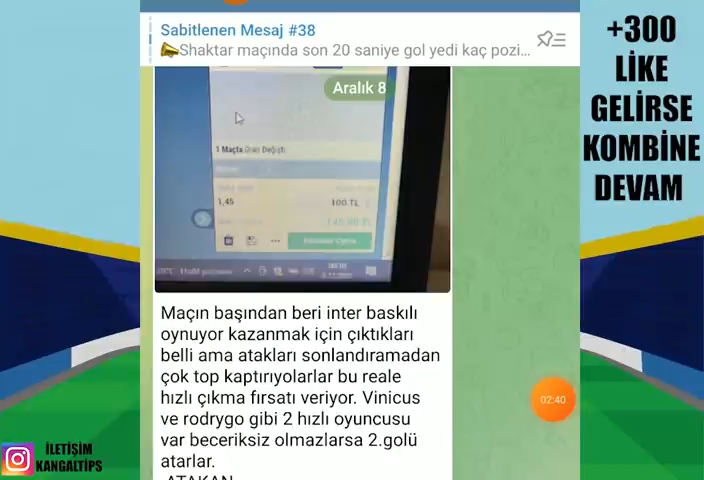 Sabitlenen Mesaj #38
Shaktar maçında son 20 saniye gol yedi kaç pozi...
Aralık 8
1 Maçta Oran Değişti
1,45
100 TL
Maçın başından beri inter baskılı
oynuyor kazanmak için çıktıkları
belli ama atakları sonlandıramadan
çok top kaptırıyolarlar bu reale
hızlı çıkma fırsatı veriyor. Vinicus
ve rodrygo gibi 2 hızlı oyuncusu
var beceriksiz olmazlarsa 2.golü
atarlar.
-ATAKAN
02:40
+300
LİKE
GELİRSE
KOMBİNE
DEVAM
İLETİŞİM
KANGALTIPS